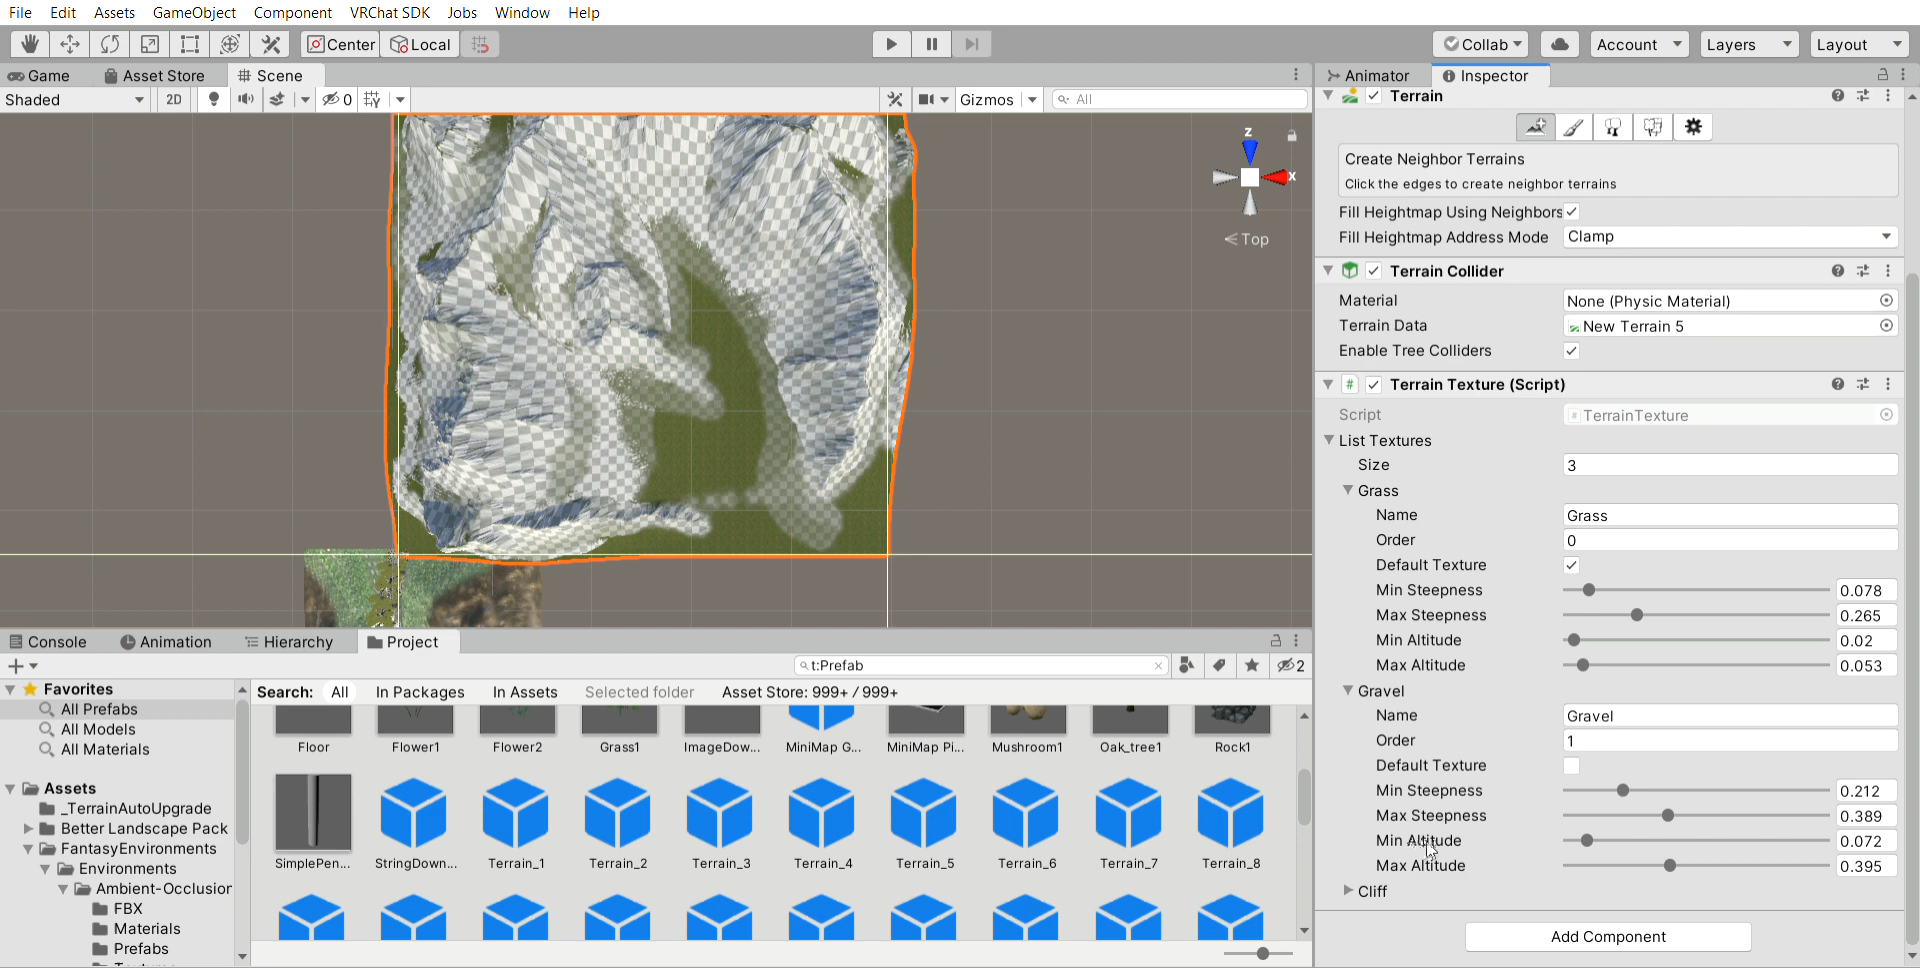 File Edit Assets GameObject Component VRChat SDK Jobs Window Help
Center Local Collab Account Layers Layout
Game Asset Store Scene
Shaded 2D 0 Gizmos All
z
x
Top
Console Animation Hierarchy Project
t:Prefab 2
Favorites
All Prefabs
All Models
All Materials
Assets
_TerrainAutoUpgrade
Better Landscape Pack
FantasyEnvironments
Environments
Ambient-Occlusion
FBX
Materials
Prefabs
Search: All In Packages In Assets Selected folder Asset Store: 999+ / 999+
Floor Flower1 Flower2 Grass1 ImageDow... MiniMap G... MiniMap Pi... Mushroom1 Oak_tree1 Rock1
SimplePen... StringDown... Terrain_1 Terrain_2 Terrain_3 Terrain_4 Terrain_5 Terrain_6 Terrain_7 Terrain_8
Animator Inspector
Terrain
Create Neighbor Terrains
Click the edges to create neighbor terrains
Fill Heightmap Using Neighbors
Fill Heightmap Address Mode Clamp
Terrain Collider
Material None (Physic Material)
Terrain Data New Terrain 5
Enable Tree Colliders
# Terrain Texture (Script)
Script TerrainTexture
List Textures
Size 3
Grass
Name Grass
Order 0
Default Texture
Min Steepness 0.078
Max Steepness 0.265
Min Altitude 0.02
Max Altitude 0.053
Gravel
Name Gravel
Order 1
Default Texture
Min Steepness 0.212
Max Steepness 0.389
Min Altitude 0.072
Max Altitude 0.395
Cliff
Add Component